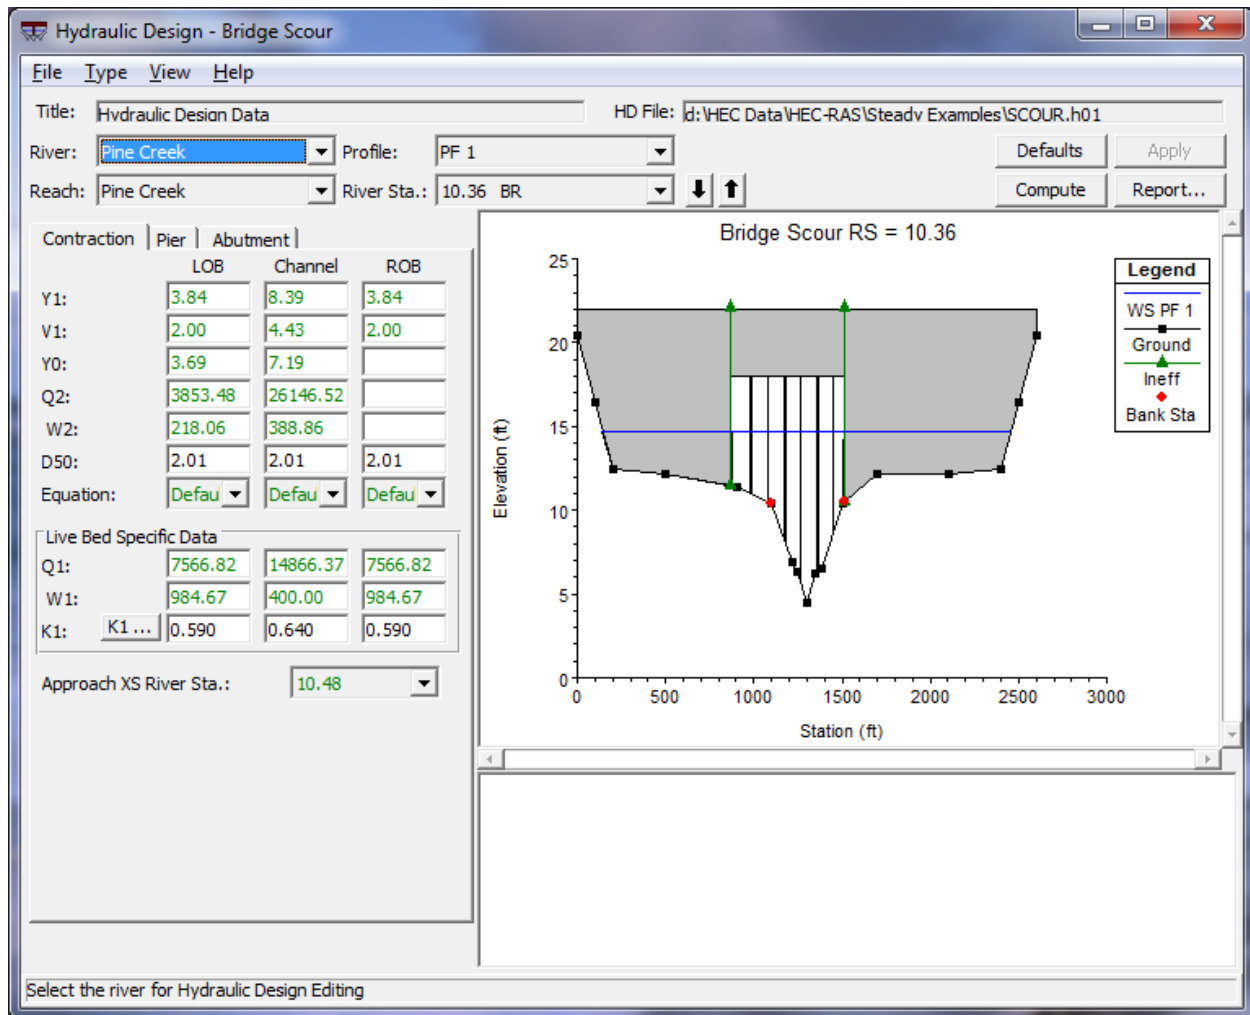 Hydraulic Design - Bridge Scour
File Type View Help
Title: Hydraulic Design Data HD File: d:\HEC Data\HEC-RAS\Steady Examples\SCOUR.h01
River: Pine Creek Profile: PF 1 Defaults Apply
Reach: Pine Creek River Sta.: 10.36 BR Compute Report...
Contraction Pier Abutment
LOB Channel ROB
Y1: 3.84 8.39 3.84
V1: 2.00 4.43 2.00
Y0: 3.69 7.19
Q2: 3853.48 26146.52
W2: 218.06 388.86
D50: 2.01 2.01 2.01
Equation: Defau Defau Defau
Live Bed Specific Data
Q1: 7566.82 14866.37 7566.82
W1: 984.67 400.00 984.67
K1: K1 ... 0.590 0.640 0.590
Approach XS River Sta.: 10.48
Bridge Scour RS = 10.36
25
20
15
10
5
0
Elevation (ft)
0 500 1000 1500 2000 2500 3000
Station (ft)
Legend
WS PF 1
Ground
Ineff
Bank Sta
Select the river for Hydraulic Design Editing